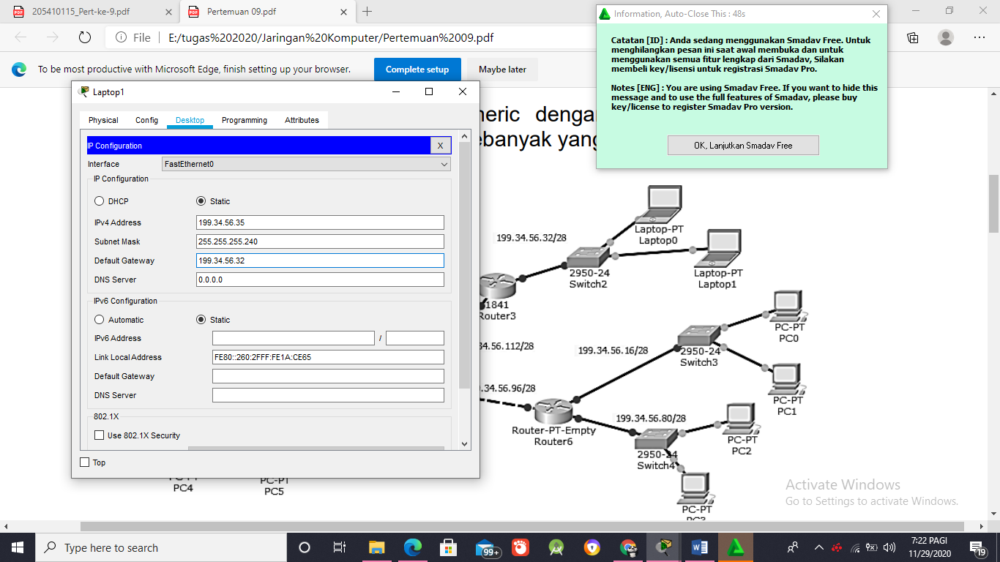 205410115_Pert-ke-9.pdf
Pertemuan 09.pdf
File
E:/tugas%202020/Jaringan%20Komputer/Pertemuan%2009.pdf
To be most productive with Microsoft Edge, finish setting up your browser.
Complete setup
Maybe later
Information, Auto-Close This : 48s
Catatan [ID] : Anda sedang menggunakan Smadav Free. Untuk
menghilangkan pesan ini saat awal membuka dan untuk
menggunakan semua fitur lengkap dari Smadav, Silakan
membeli key/lisensi untuk registrasi Smadav Pro.
Notes [ENG] : You are using Smadav Free. If you want to hide this
message and to use the full features of Smadav, please buy
key/license to register Smadav Pro version.
OK, Lanjutkan Smadav Free
Laptop1
Physical
Config
Desktop
Programming
Attributes
IP Configuration
X
Interface
FastEthernet0
IP Configuration
DHCP
Static
IPv4 Address
199.34.56.35
Subnet Mask
255.255.255.240
Default Gateway
199.34.56.32
DNS Server
0.0.0.0
IPv6 Configuration
Automatic
Static
IPv6 Address
/
Link Local Address
FE80::260:2FFF:FE1A:CE65
Default Gateway
DNS Server
802.1X
Use 802.1X Security
Top
neric denga
ebanyak yang
Laptop-PT
Laptop0
199.34.56.32/28
2950-24
Switch2
Laptop-PT
Laptop1
1841
Router3
PC-PT
PC0
34.56.112/28
199.34.56.16/28
2950-24
Switch3
.34.56.96/28
PC-PT
PC1
Router-PT-Empty
Router6
199.34.56.80/28
PC-PT
PC2
2950-24
Switch4
PC-PT
PC3
PC4
PC-PT
PC5
Activate Windows
Go to Settings to activate Windows.
Type here to search
99+
7:22 PAGI
11/29/2020
19